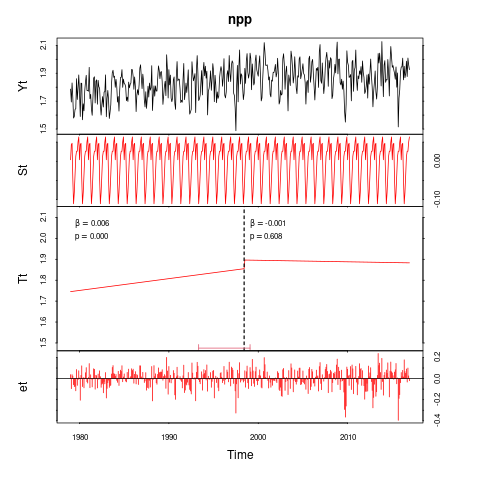 npp
Yt
1.5 1.7 1.9 2.1
St
-0.10 0.00
Tt
1.5 1.6 1.7 1.8 1.9 2.0 2.1
β = 0.006
p = 0.000
β = -0.001
p = 0.608
et
-0.4 -0.2 0.0 0.2
1980 1990 2000 2010
Time